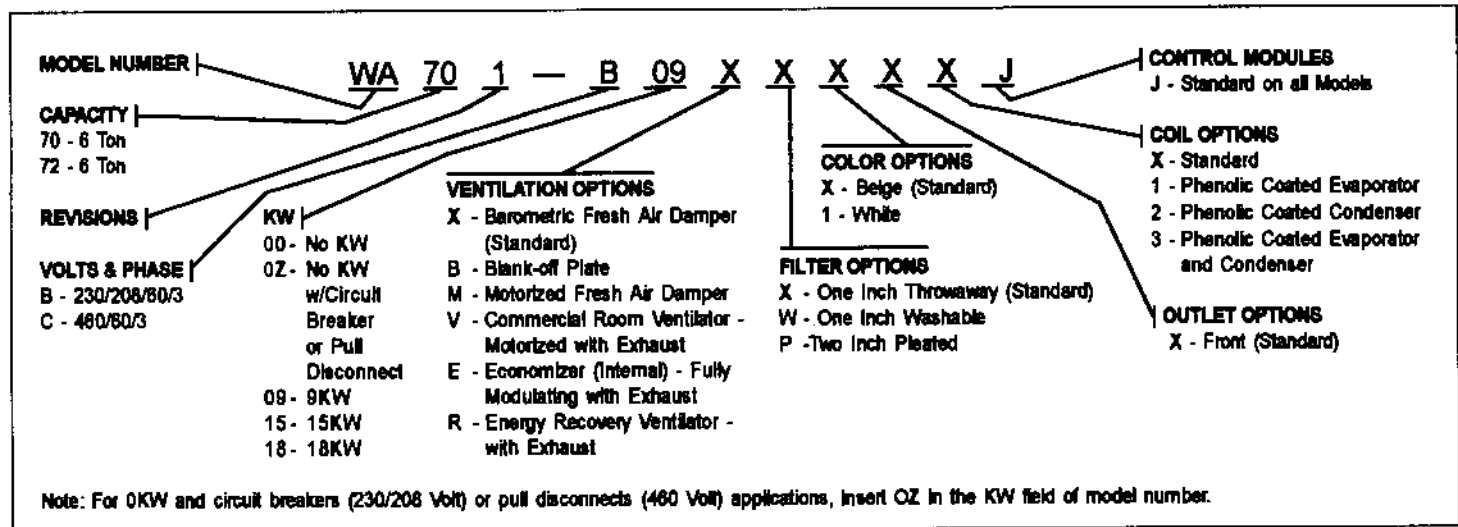 MODEL NUMBER
WA 70 1 — B 09 X X X X X J
CONTROL MODULES
J - Standard on all Models
CAPACITY
70 - 6 Ton
72 - 6 Ton
REVISIONS
VOLTS & PHASE
B - 230/208/60/3
C - 460/60/3
KW
00 - No KW
0Z - No KW
w/Circuit
Breaker
or Pull
Disconnect
09 - 9KW
15 - 15KW
18 - 18KW
VENTILATION OPTIONS
X - Barometric Fresh Air Damper
(Standard)
B - Blank-off Plate
M - Motorized Fresh Air Damper
V - Commercial Room Ventilator -
Motorized with Exhaust
E - Economizer (Internal) - Fully
Modulating with Exhaust
R - Energy Recovery Ventilator -
with Exhaust
COLOR OPTIONS
X - Beige (Standard)
1 - White
FILTER OPTIONS
X - One Inch Throwaway (Standard)
W - One Inch Washable
P -Two Inch Pleated
COIL OPTIONS
X - Standard
1 - Phenolic Coated Evaporator
2 - Phenolic Coated Condenser
3 - Phenolic Coated Evaporator
and Condenser
OUTLET OPTIONS
X - Front (Standard)
Note: For 0KW and circuit breakers (230/208 Volt) or pull disconnects (460 Volt) applications, insert OZ in the KW field of model number.